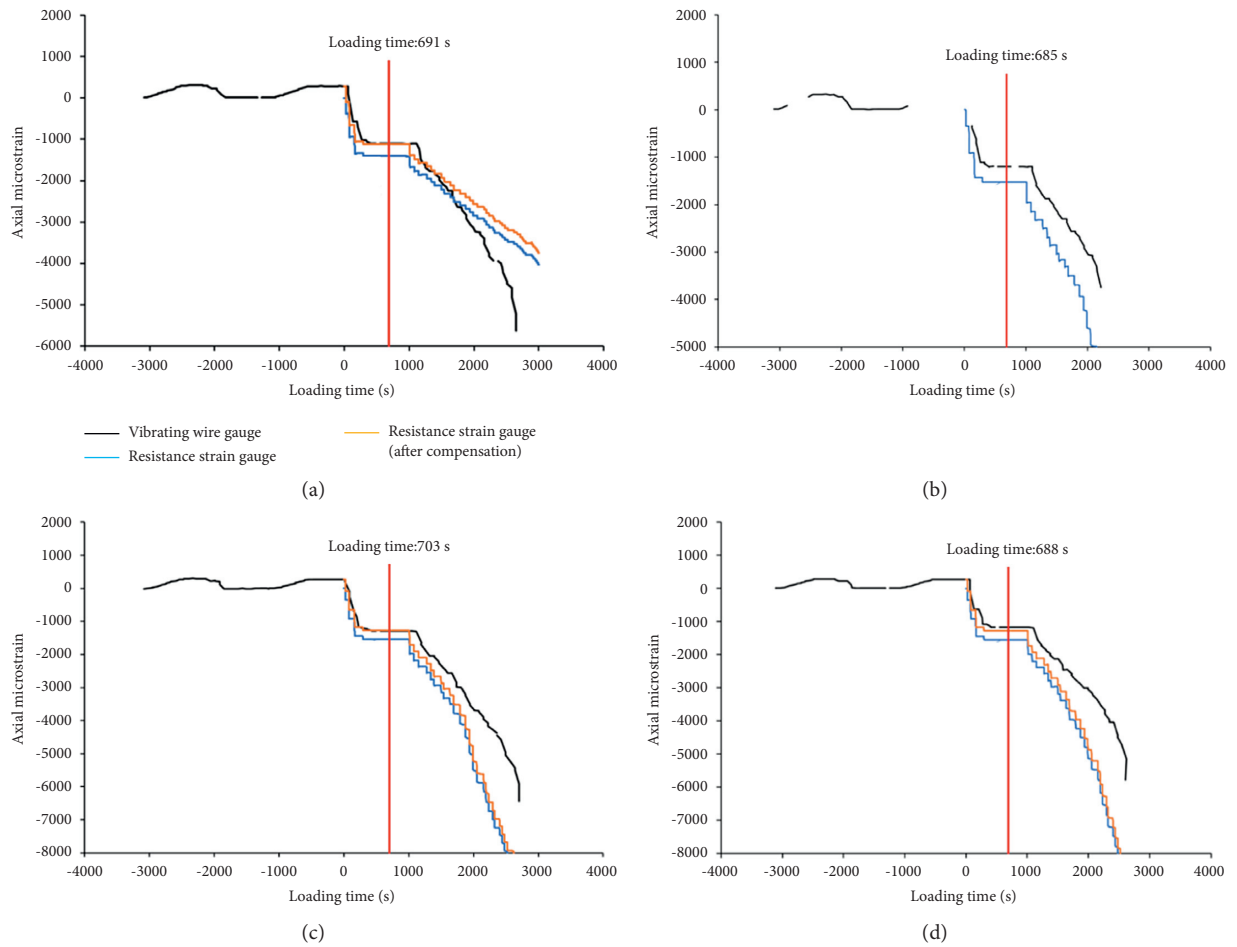 2000
1000
0
-1000
-2000
-3000
-4000
-5000
-6000
Axial microstrain
Loading time:691 s
-4000 -3000 -2000 -1000 0 1000 2000 3000 4000
Loading time (s)
Vibrating wire gauge
Resistance strain gauge
Resistance strain gauge
(after compensation)
(a)
2000
1000
0
-1000
-2000
-3000
-4000
-5000
Axial microstrain
Loading time:685 s
-4000 -3000 -2000 -1000 0 1000 2000 3000 4000
Loading time (s)
(b)
2000
1000
0
-1000
-2000
-3000
-4000
-5000
-6000
-7000
-8000
Axial microstrain
Loading time:703 s
-4000 -3000 -2000 -1000 0 1000 2000 3000 4000
Loading time (s)
(c)
2000
1000
0
-1000
-2000
-3000
-4000
-5000
-6000
-7000
-8000
Axial microstrain
Loading time:688 s
-4000 -3000 -2000 -1000 0 1000 2000 3000 4000
Loading time (s)
(d)